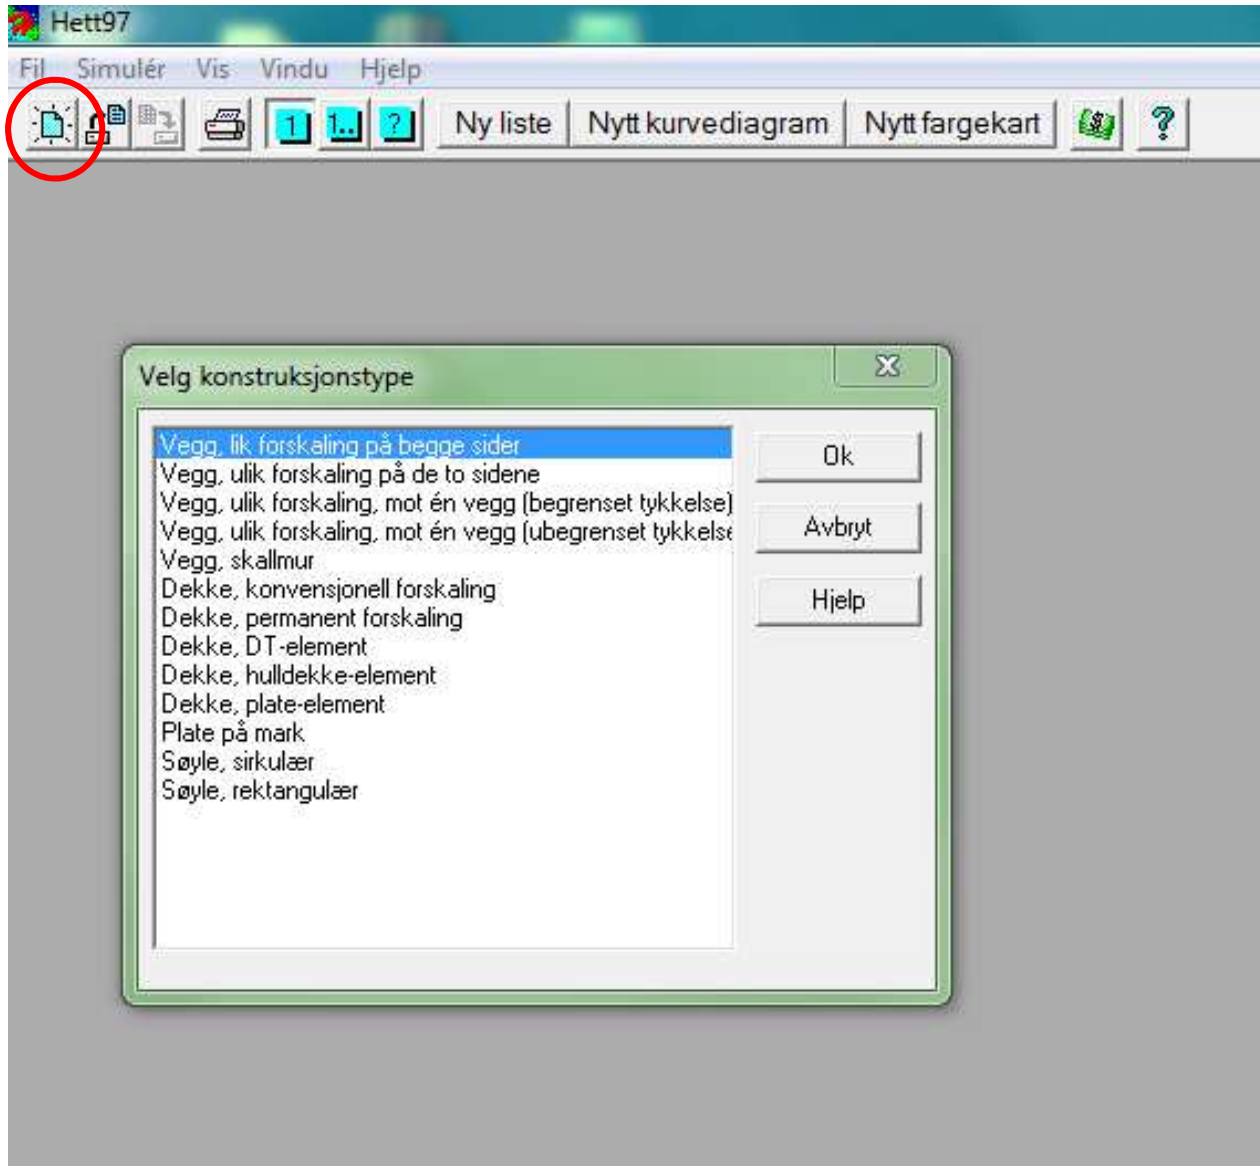 Hett97
Fil Simulér Vis Vindu Hjelp
1 1.. ? Ny liste Nytt kurvediagram Nytt fargekart $ ?
Velg konstruksjonstype
Vegg, lik forskaling på begge sider
Vegg, ulik forskaling på de to sidene
Vegg, ulik forskaling, mot én vegg (begrenset tykkelse)
Vegg, ulik forskaling, mot én vegg (ubegrenset tykkelse
Vegg, skallmur
Dekke, konvensjonell forskaling
Dekke, permanent forskaling
Dekke, DT-element
Dekke, hulldekke-element
Dekke, plate-element
Plate på mark
Søyle, sirkulær
Søyle, rektangulær
Ok
Avbryt
Hjelp